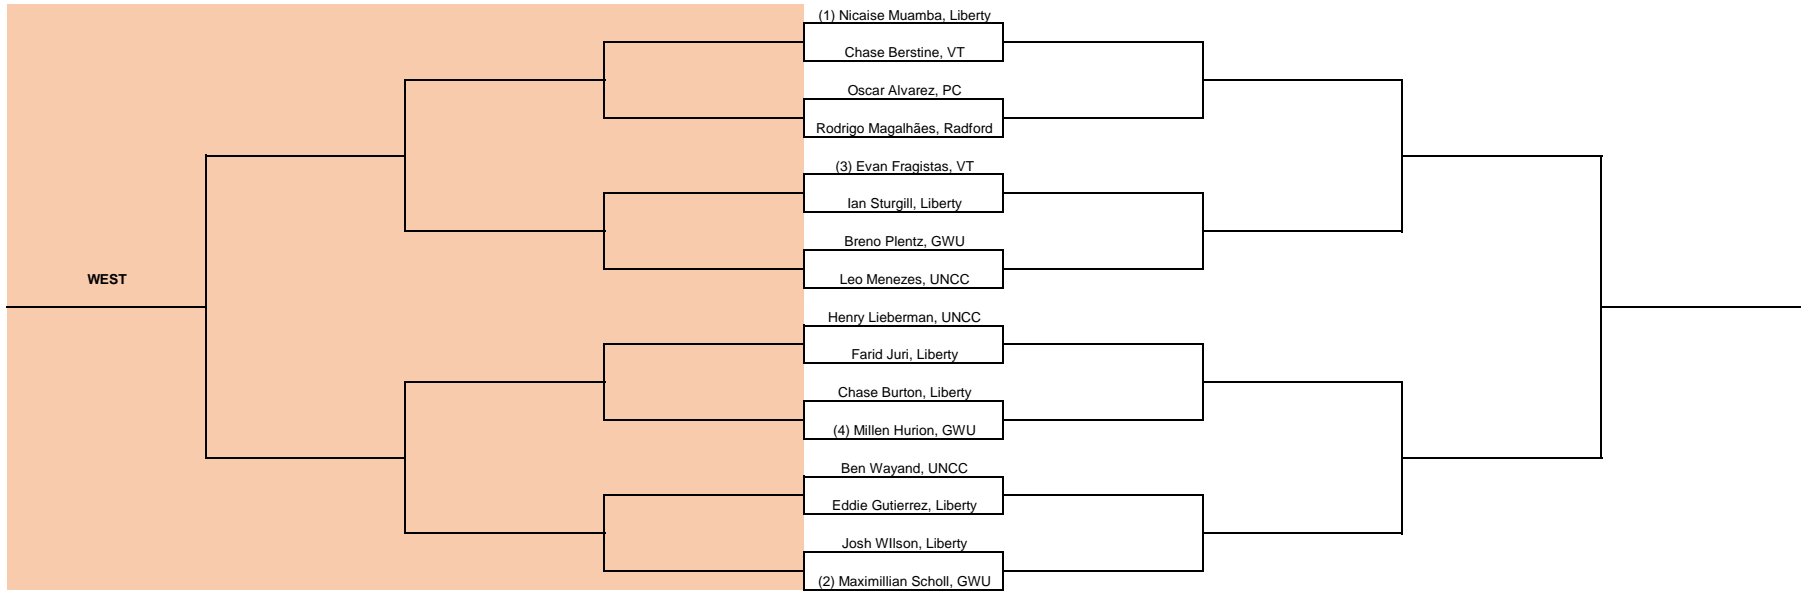 (1) Nicaise Muamba, Liberty
Chase Berstine, VT
Oscar Alvarez, PC
Rodrigo Magalhães, Radford
(3) Evan Fragistas, VT
Ian Sturgill, Liberty
Breno Plentz, GWU
WEST
Leo Menezes, UNCC
Henry Lieberman, UNCC
Farid Juri, Liberty
Chase Burton, Liberty
(4) Millen Hurion, GWU
Ben Wayand, UNCC
Eddie Gutierrez, Liberty
Josh WIlson, Liberty
(2) Maximillian Scholl, GWU